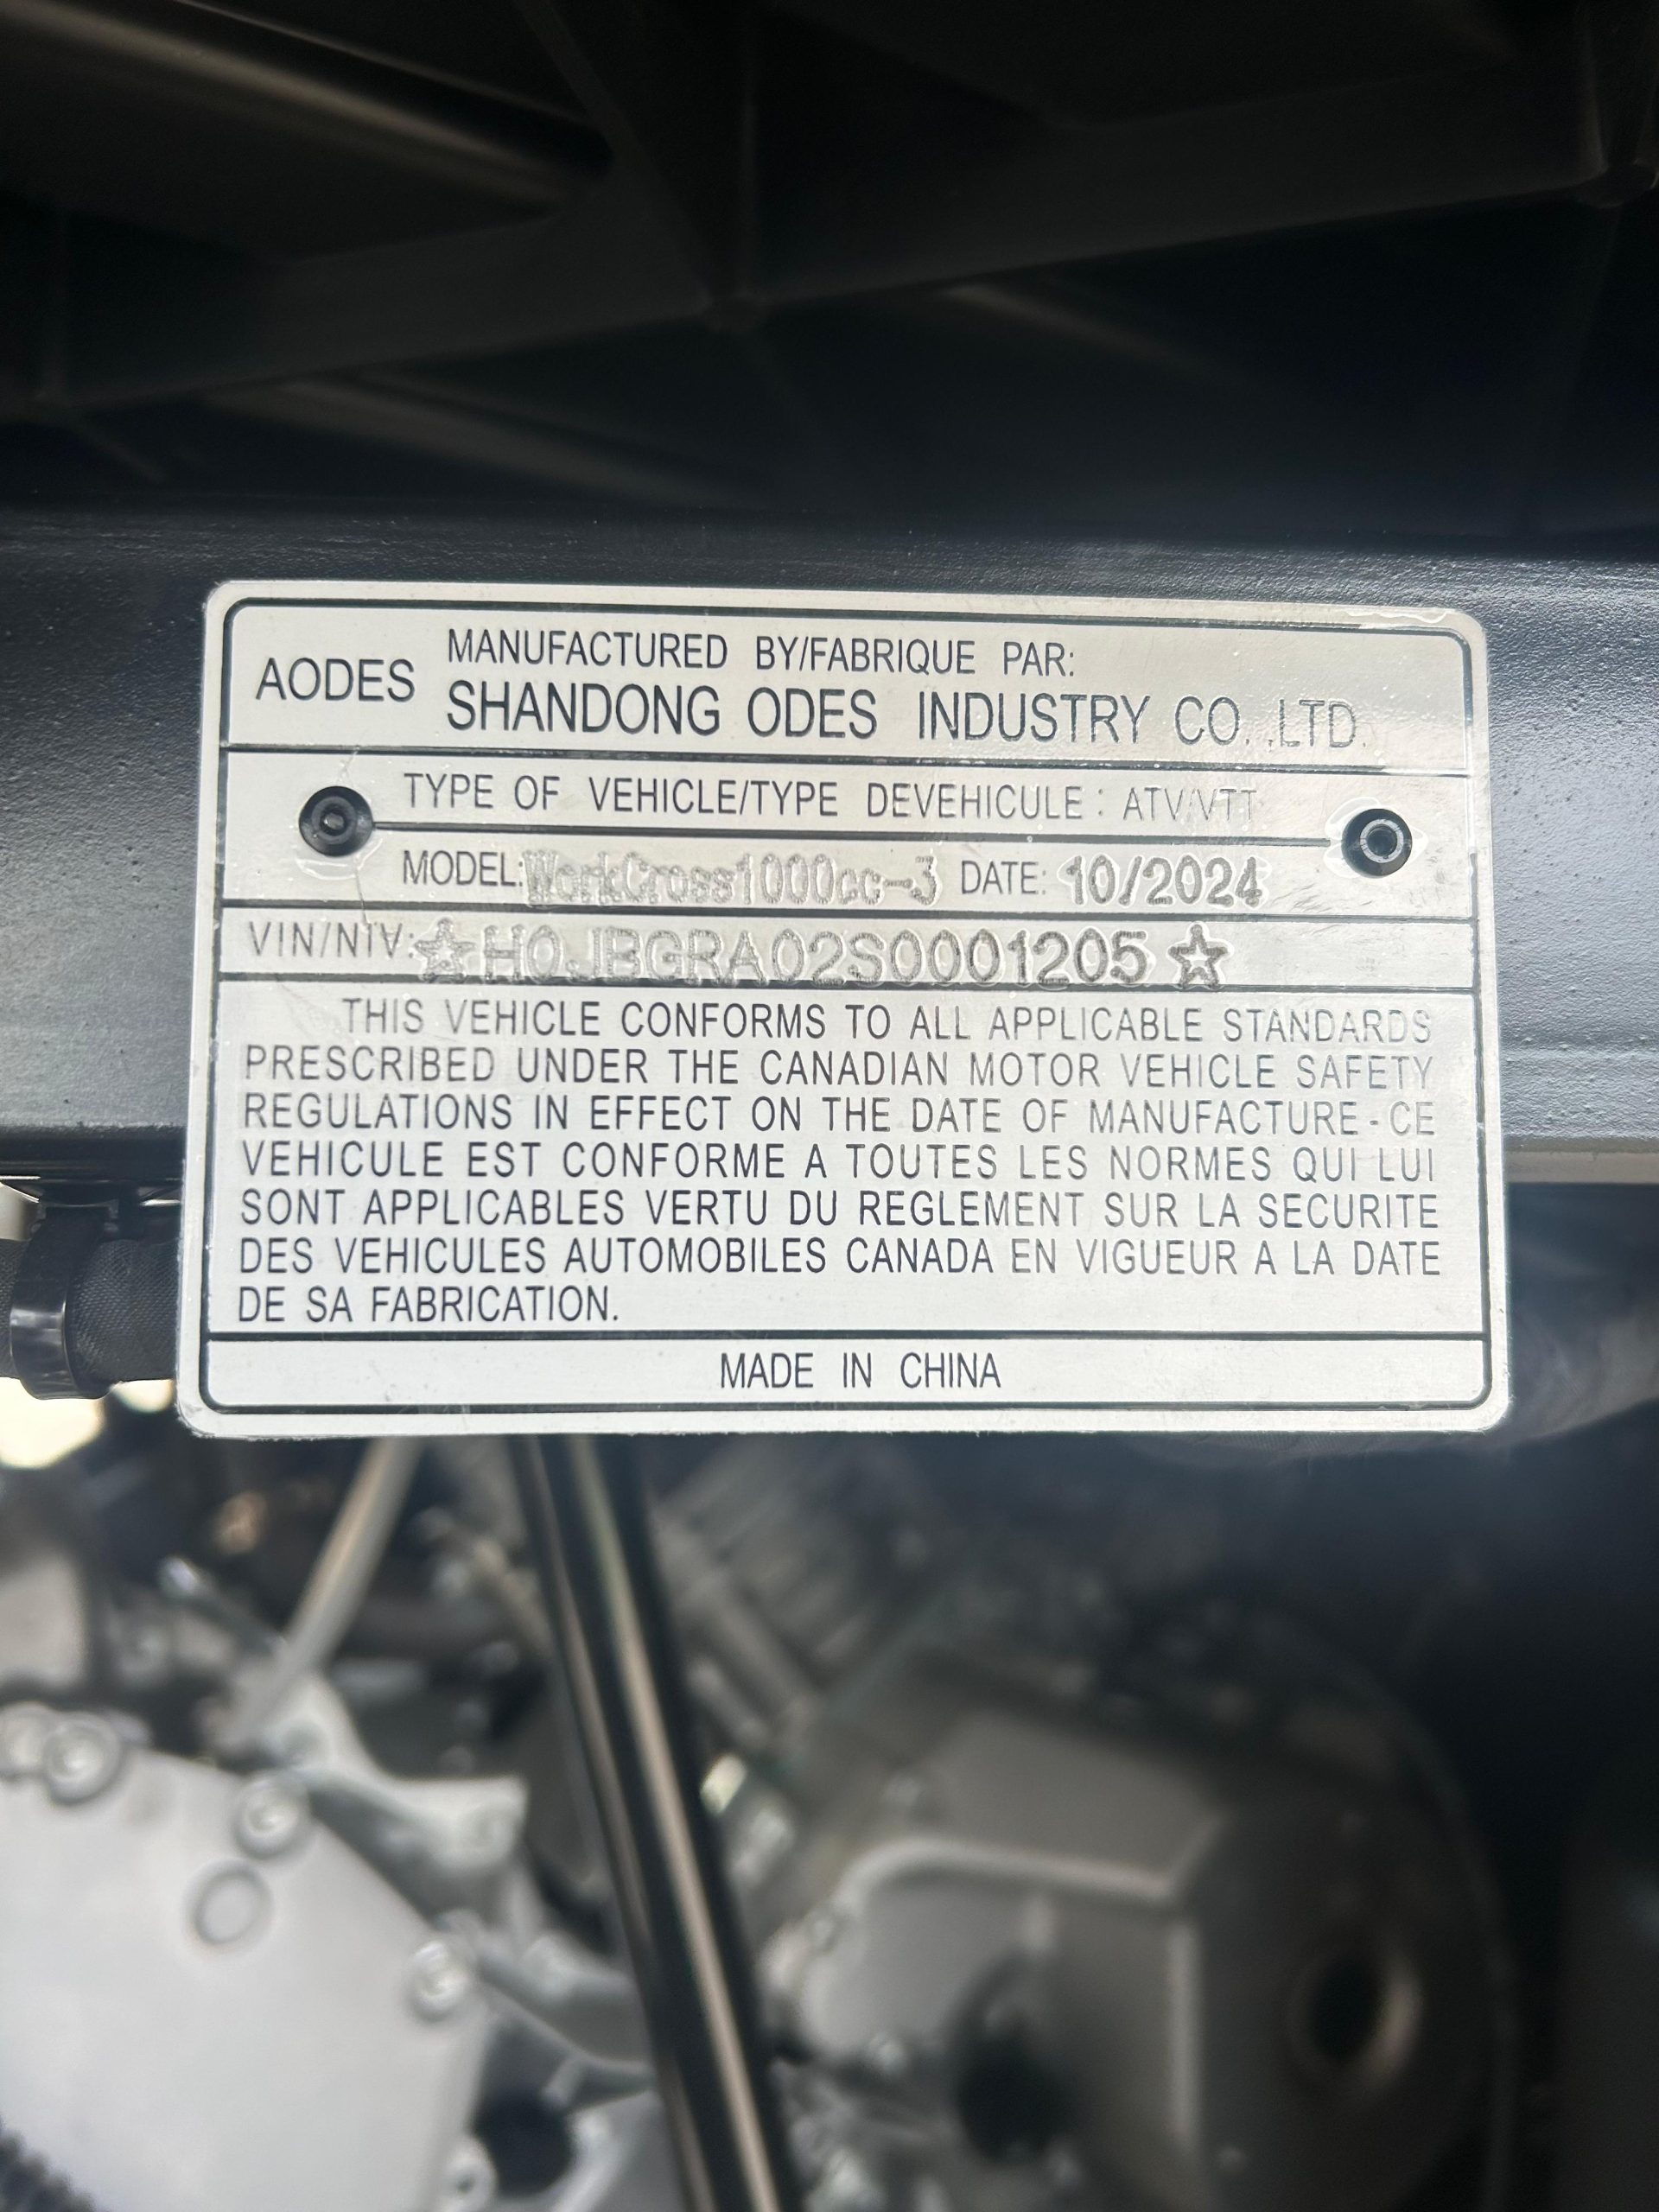 AODES
MANUFACTURED BY/FABRIQUE PAR:
SHANDONG ODES INDUSTRY CO.,LTD.
TYPE OF VEHICLE/TYPE DEVEHICULE : ATV/VTT
MODEL:WorkCross1000cc-3 DATE: 10/2024
VIN/NIV:☆H0JBGRA02S0001205☆
THIS VEHICLE CONFORMS TO ALL APPLICABLE STANDARDS
PRESCRIBED UNDER THE CANADIAN MOTOR VEHICLE SAFETY
REGULATIONS IN EFFECT ON THE DATE OF MANUFACTURE - CE
VEHICULE EST CONFORME A TOUTES LES NORMES QUI LUI
SONT APPLICABLES VERTU DU REGLEMENT SUR LA SECURITE
DES VEHICULES AUTOMOBILES CANADA EN VIGUEUR A LA DATE
DE SA FABRICATION.
MADE IN CHINA